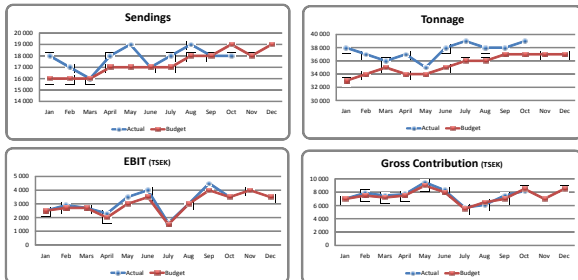 Sendings
20 000
19 000
18 000
17 000
16 000
15 000
14 000
Jan Feb Mars April May June July Aug Sep Oct Nov Dec
Actual Budget
Tonnage
40 000
38 000
36 000
34 000
32 000
30 000
Jan Feb Mars April May June July Aug Sep Oct Nov Dec
Actual Budget
EBIT (TSEK)
5 000
4 000
3 000
2 000
1 000
0
Jan Feb Mars April May June July Aug Sep Oct Nov Dec
Actual Budget
Gross Contribution (TSEK)
10 000
8 000
6 000
4 000
2 000
0
Jan Feb Mars April May June July Aug Sep Oct Nov Dec
Actual Budget